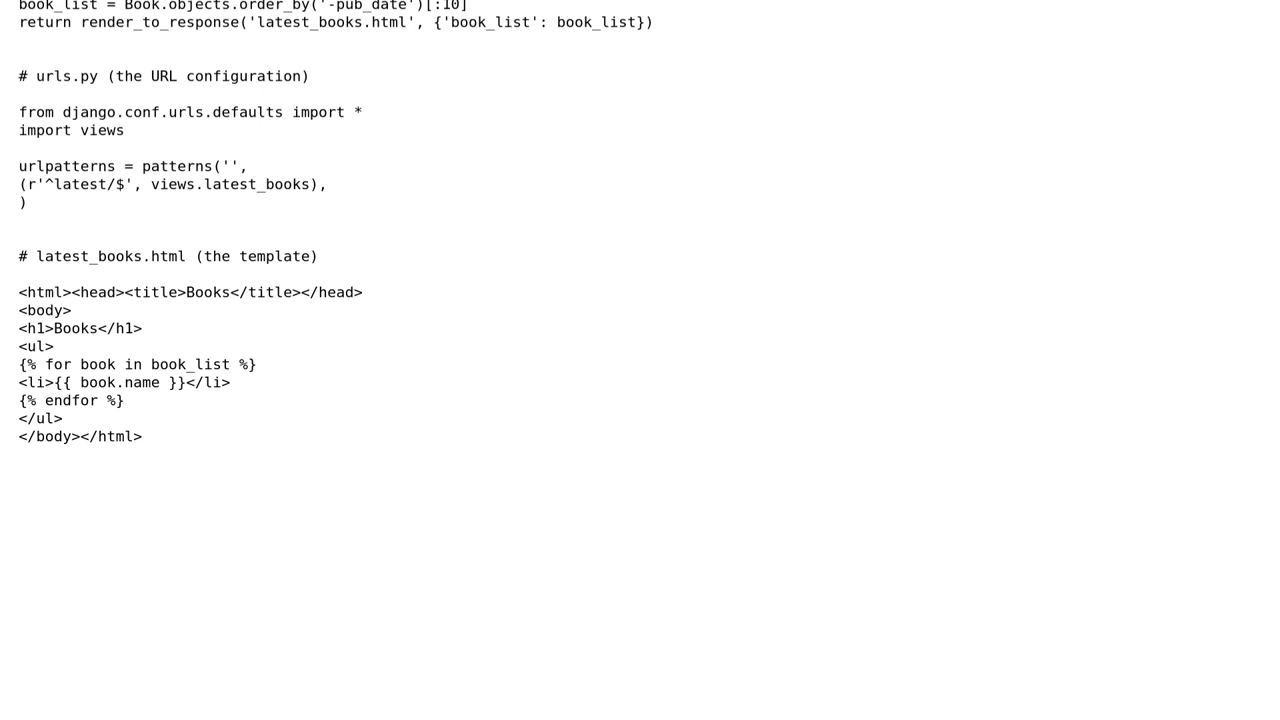 book_list = Book.objects.order_by('-pub_date')[:10]
return render_to_response('latest_books.html', {'book_list': book_list})
# urls.py (the URL configuration)
from django.conf.urls.defaults import *
import views
urlpatterns = patterns('',
(r'^latest/$', views.latest_books),
)
# latest_books.html (the template)
<html><head><title>Books</title></head>
<body>
<h1>Books</h1>
<ul>
{% for book in book_list %}
<li>{{ book.name }}</li>
{% endfor %}
</ul>
</body></html>